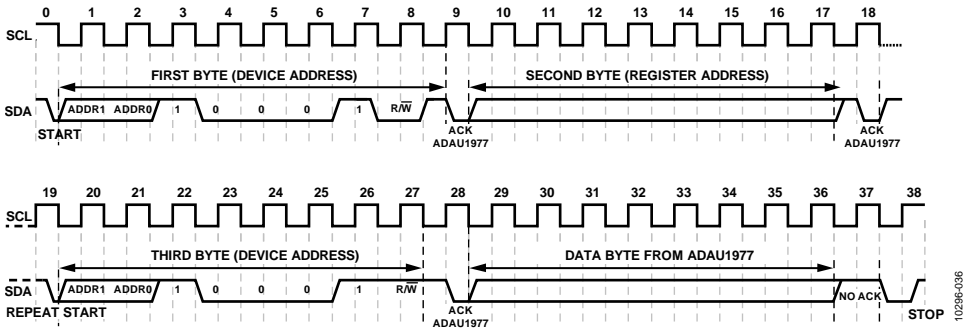 0 1 2 3 4 5 6 7 8 9 10 11 12 13 14 15 16 17 18
SCL
FIRST BYTE (DEVICE ADDRESS) SECOND BYTE (REGISTER ADDRESS)
SDA ADDR1 ADDR0 1 0 0 0 1 R/W
START ACK ADAU1977 ACK ADAU1977
19 20 21 22 23 24 25 26 27 28 29 30 31 32 33 34 35 36 37 38
SCL
THIRD BYTE (DEVICE ADDRESS) DATA BYTE FROM ADAU1977
SDA ADDR1 ADDR0 1 0 0 0 1 R/W NO ACK
REPEAT START ACK ADAU1977 STOP
10296-036